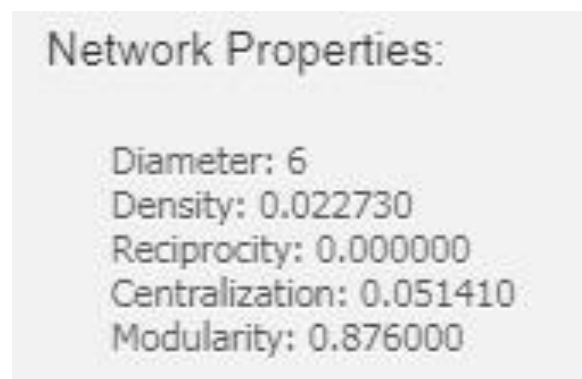 Network Properties:
Diameter: 6
Density: 0.022730
Reciprocity: 0.000000
Centralization: 0.051410
Modularity: 0.876000